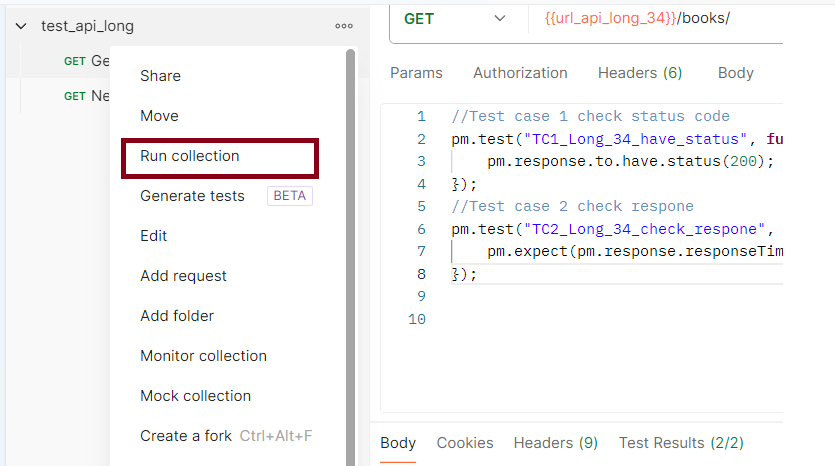 test_api_long
GET Ge
GET Ne
Share
Move
Run collection
Generate tests BETA
Edit
Add request
Add folder
Monitor collection
Mock collection
Create a fork Ctrl+Alt+F
GET {{url_api_long_34}}/books/
Params Authorization Headers (6) Body
1 //Test case 1 check status code
2 pm.test("TC1_Long_34_have_status", fu
3 pm.response.to.have.status(200);
4 });
5 //Test case 2 check respone
6 pm.test("TC2_Long_34_check_respone",
7 pm.expect(pm.response.responseTim
8 });
9
10
Body Cookies Headers (9) Test Results (2/2)